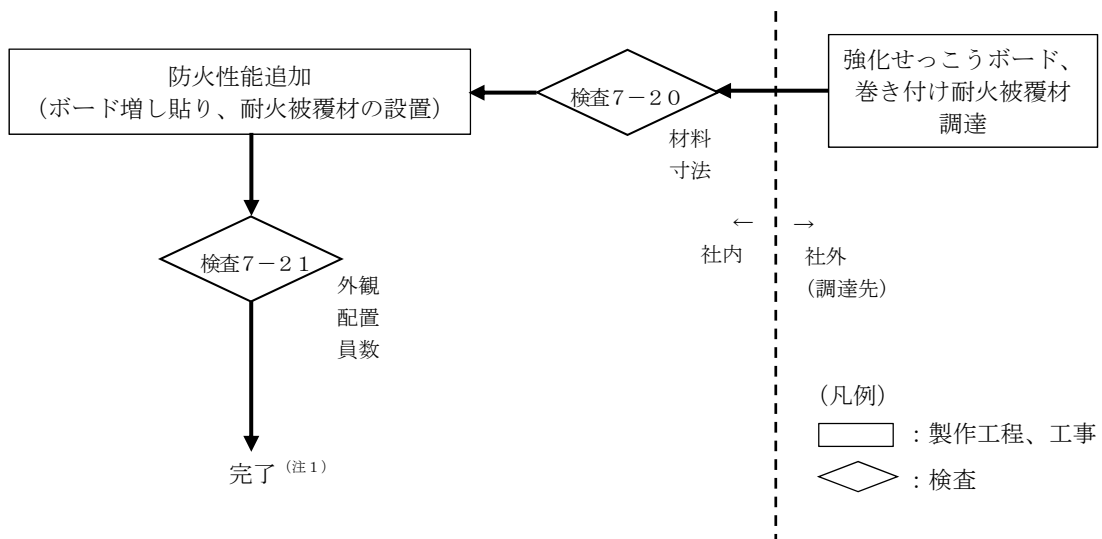 防火性能追加
（ボード増し貼り、耐火被覆材の設置）
検査７－２０
材料
寸法
強化せっこうボード、
巻き付け耐火被覆材
調達
検査７－２１
外観
配置
員数
←
社内
→
社外
（調達先）
完了（注１）
（凡例）
：製作工程、工事
：検査